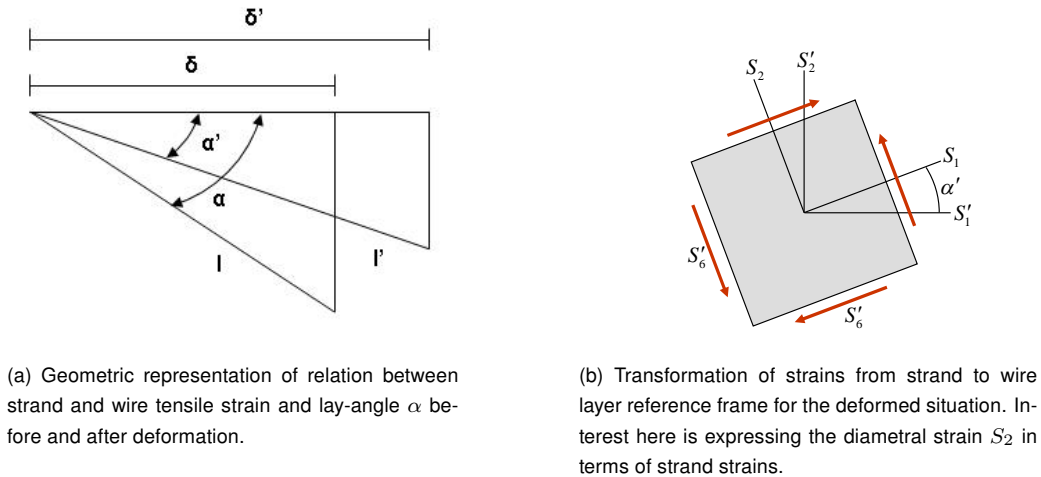 δ'
δ
α'
α
l
l'
S₂
S′₂
S₁
α′
S′₁
S′₆
S′₆
(a) Geometric representation of relation between
strand and wire tensile strain and lay-angle α be-
fore and after deformation.
(b) Transformation of strains from strand to wire
layer reference frame for the deformed situation. In-
terest here is expressing the diametral strain S₂ in
terms of strand strains.